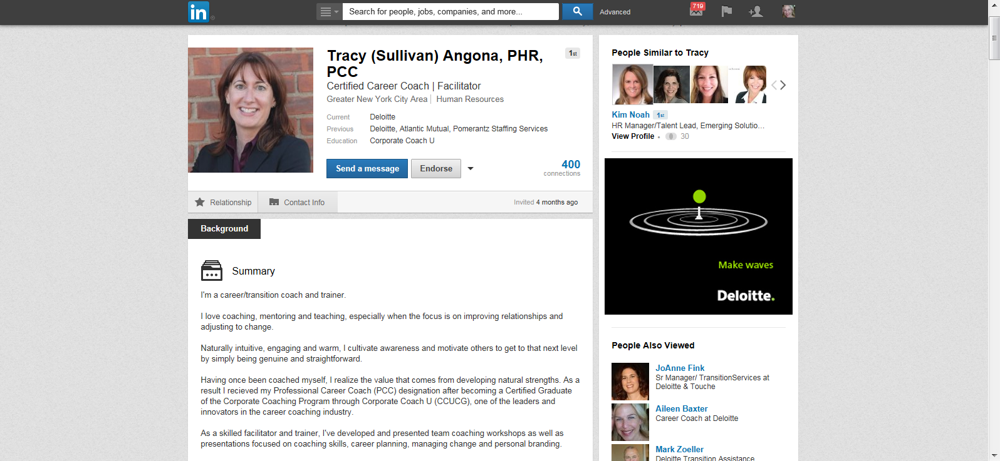 in
Search for people, jobs, companies, and more...
Advanced
719
Tracy (Sullivan) Angona, PHR,
PCC
1st
Certified Career Coach | Facilitator
Greater New York City Area | Human Resources
Current Deloitte
Previous Deloitte, Atlantic Mutual, Pomerantz Staffing Services
Education Corporate Coach U
Send a message
Endorse
400
connections
Relationship
Contact Info
Invited 4 months ago
Background
Summary
I'm a career/transition coach and trainer.
I love coaching, mentoring and teaching, especially when the focus is on improving relationships and
adjusting to change.
Naturally intuitive, engaging and warm, I cultivate awareness and motivate others to get to that next level
by simply being genuine and straightforward.
Having once been coached myself, I realize the value that comes from developing natural strengths. As a
result I recieved my Professional Career Coach (PCC) designation after becoming a Certified Graduate
of the Corporate Coaching Program through Corporate Coach U (CCUCG), one of the leaders and
innovators in the career coaching industry.
As a skilled facilitator and trainer, I've developed and presented team coaching workshops as well as
presentations focused on coaching skills, career planning, managing change and personal branding.
People Similar to Tracy
Kim Noah 1st
HR Manager/Talent Lead, Emerging Solutio...
View Profile 30
Make waves
Deloitte.
People Also Viewed
JoAnne Fink
Sr Manager/ TransitionServices at
Deloitte & Touche
Aileen Baxter
Career Coach at Deloitte
Mark Zoeller
Deloitte Transition Assistance